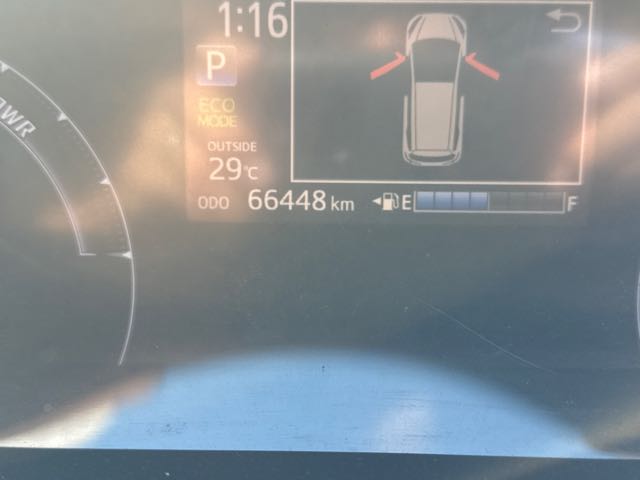 1:16
P
PWR
ECO
MODE
OUTSIDE
29°C
ODO 66448 km E F